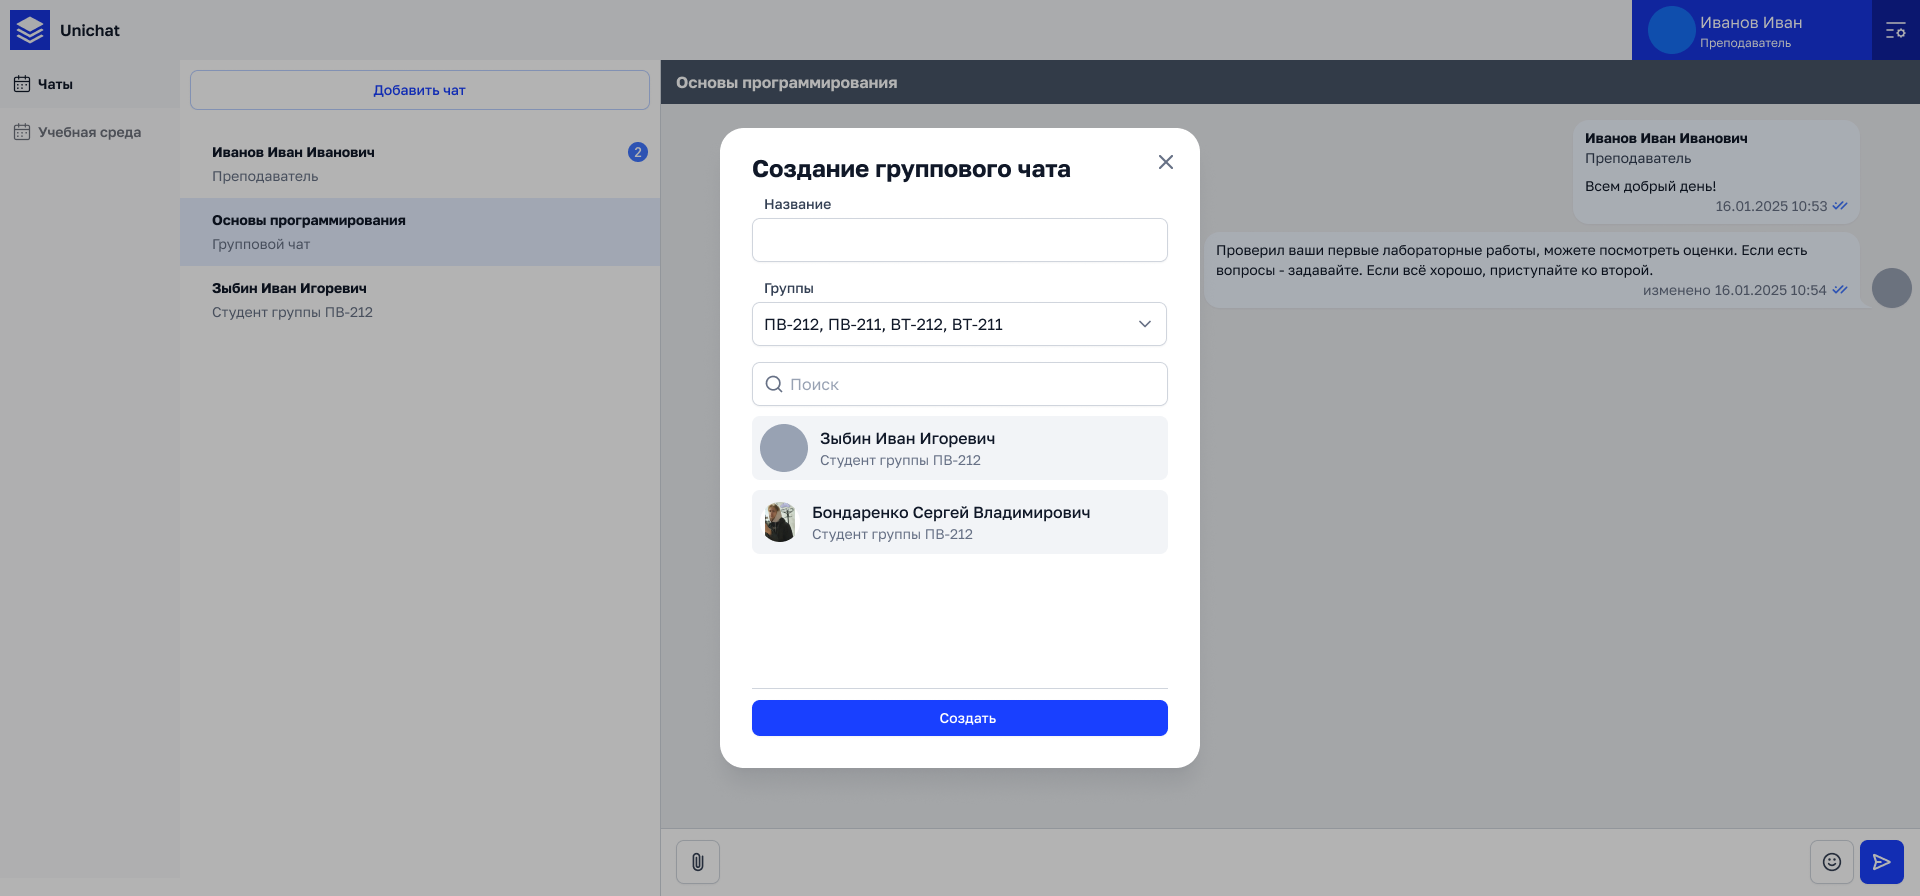 Unichat
Иванов Иван
Преподаватель
Чаты
Учебная среда
Добавить чат
Иванов Иван Иванович
2
Преподаватель
Основы программирования
Групповой чат
Зыбин Иван Игоревич
Студент группы ПВ-212
Основы программирования
Иванов Иван Иванович
Преподаватель
Всем добрый день!
16.01.2025 10:53
Проверил ваши первые лабораторные работы, можете посмотреть оценки. Если есть
вопросы - задавайте. Если всё хорошо, приступайте ко второй.
изменено 16.01.2025 10:54
Создание группового чата
Название
Группы
ПВ-212, ПВ-211, ВТ-212, ВТ-211
Поиск
Зыбин Иван Игоревич
Студент группы ПВ-212
Бондаренко Сергей Владимирович
Студент группы ПВ-212
Создать